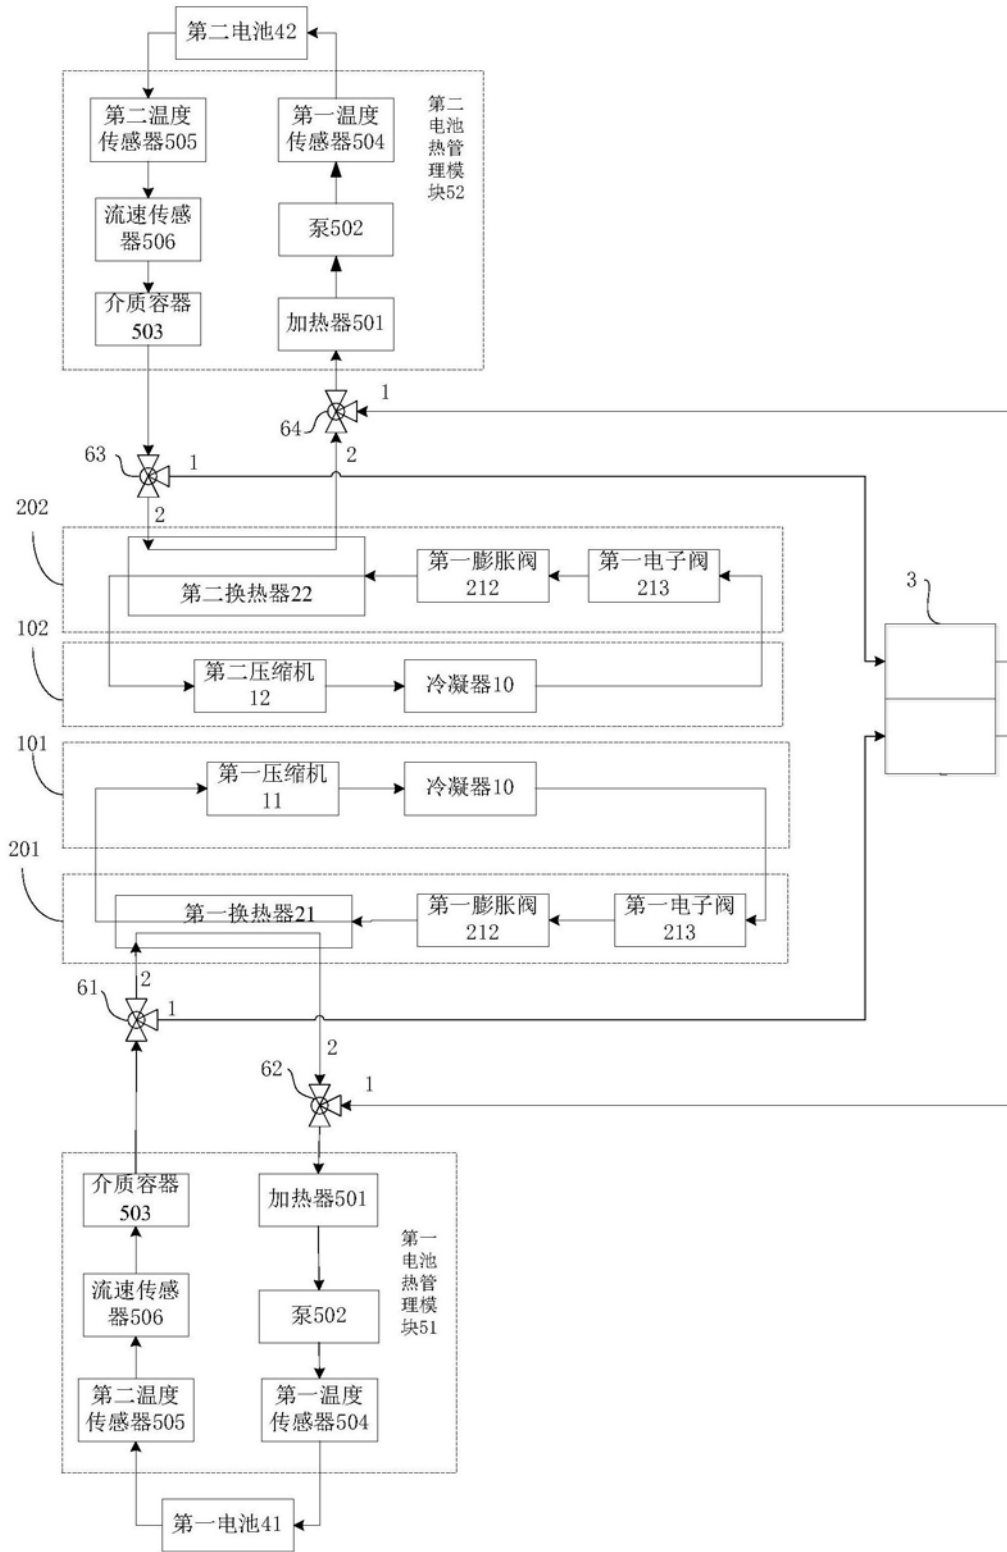 第二电池42
第二温度
传感器505
第一温度
传感器504
第二
电池
热管
理模
块52
流速传感
器506
泵502
介质容器
503
加热器501
1
64
2
63
1
2
202
第一膨胀阀
212
第一电子阀
213
第二换热器22
3
102
第二压缩机
12
冷凝器10
101
第一压缩机
11
冷凝器10
201
第一换热器21
第一膨胀阀
212
第一电子阀
213
2
61
1
2
62
1
介质容器
503
加热器501
第一
电池
热管
理模
块51
流速传感
器506
泵502
第二温度
传感器505
第一温度
传感器504
第一电池41